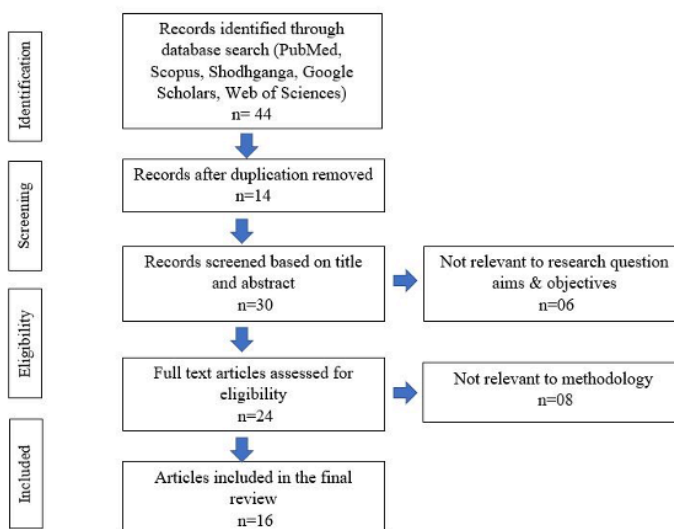 Identification
Records identified through
database search (PubMed,
Scopus, Shodhganga, Google
Scholars, Web of Sciences)
n= 44
Screening
Records after duplication removed
n=14
Records screened based on title
and abstract
n=30
Not relevant to research question
aims & objectives
n=06
Eligibility
Full text articles assessed for
eligibility
n=24
Not relevant to methodology
n=08
Included
Articles included in the final
review
n=16